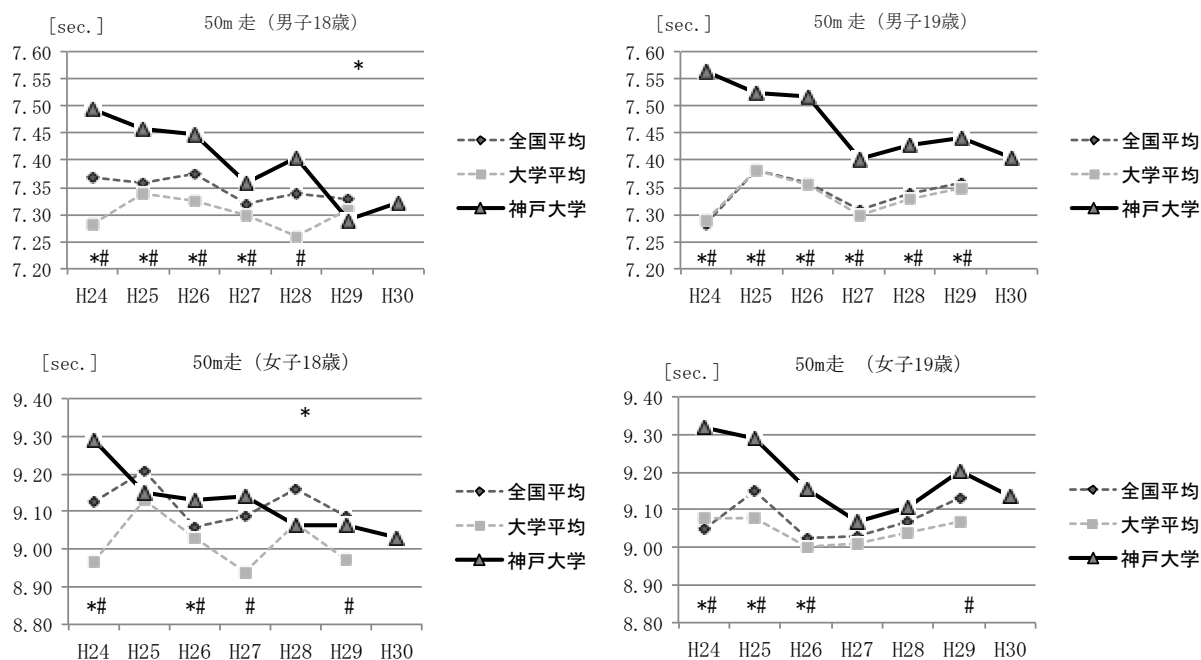 [sec.] 50m 走（男子18歳）
7.60
7.55
7.50
7.45
7.40
7.35
7.30
7.25
7.20
*
*# *# *# *# #
H24 H25 H26 H27 H28 H29 H30
全国平均
大学平均
神戸大学
[sec.] 50m 走（男子19歳）
7.60
7.55
7.50
7.45
7.40
7.35
7.30
7.25
7.20
*# *# *# *# *# *#
H24 H25 H26 H27 H28 H29 H30
全国平均
大学平均
神戸大学
[sec.] 50m走（女子18歳）
9.40
9.30
9.20
9.10
9.00
8.90
8.80
*
*# *# # #
H24 H25 H26 H27 H28 H29 H30
全国平均
大学平均
神戸大学
[sec.] 50m走 （女子19歳）
9.40
9.30
9.20
9.10
9.00
8.90
8.80
*# *# *# #
H24 H25 H26 H27 H28 H29 H30
全国平均
大学平均
神戸大学